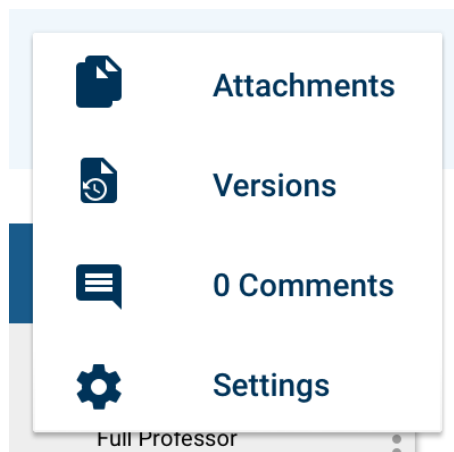 Attachments
Versions
0 Comments
Settings
Full Professor